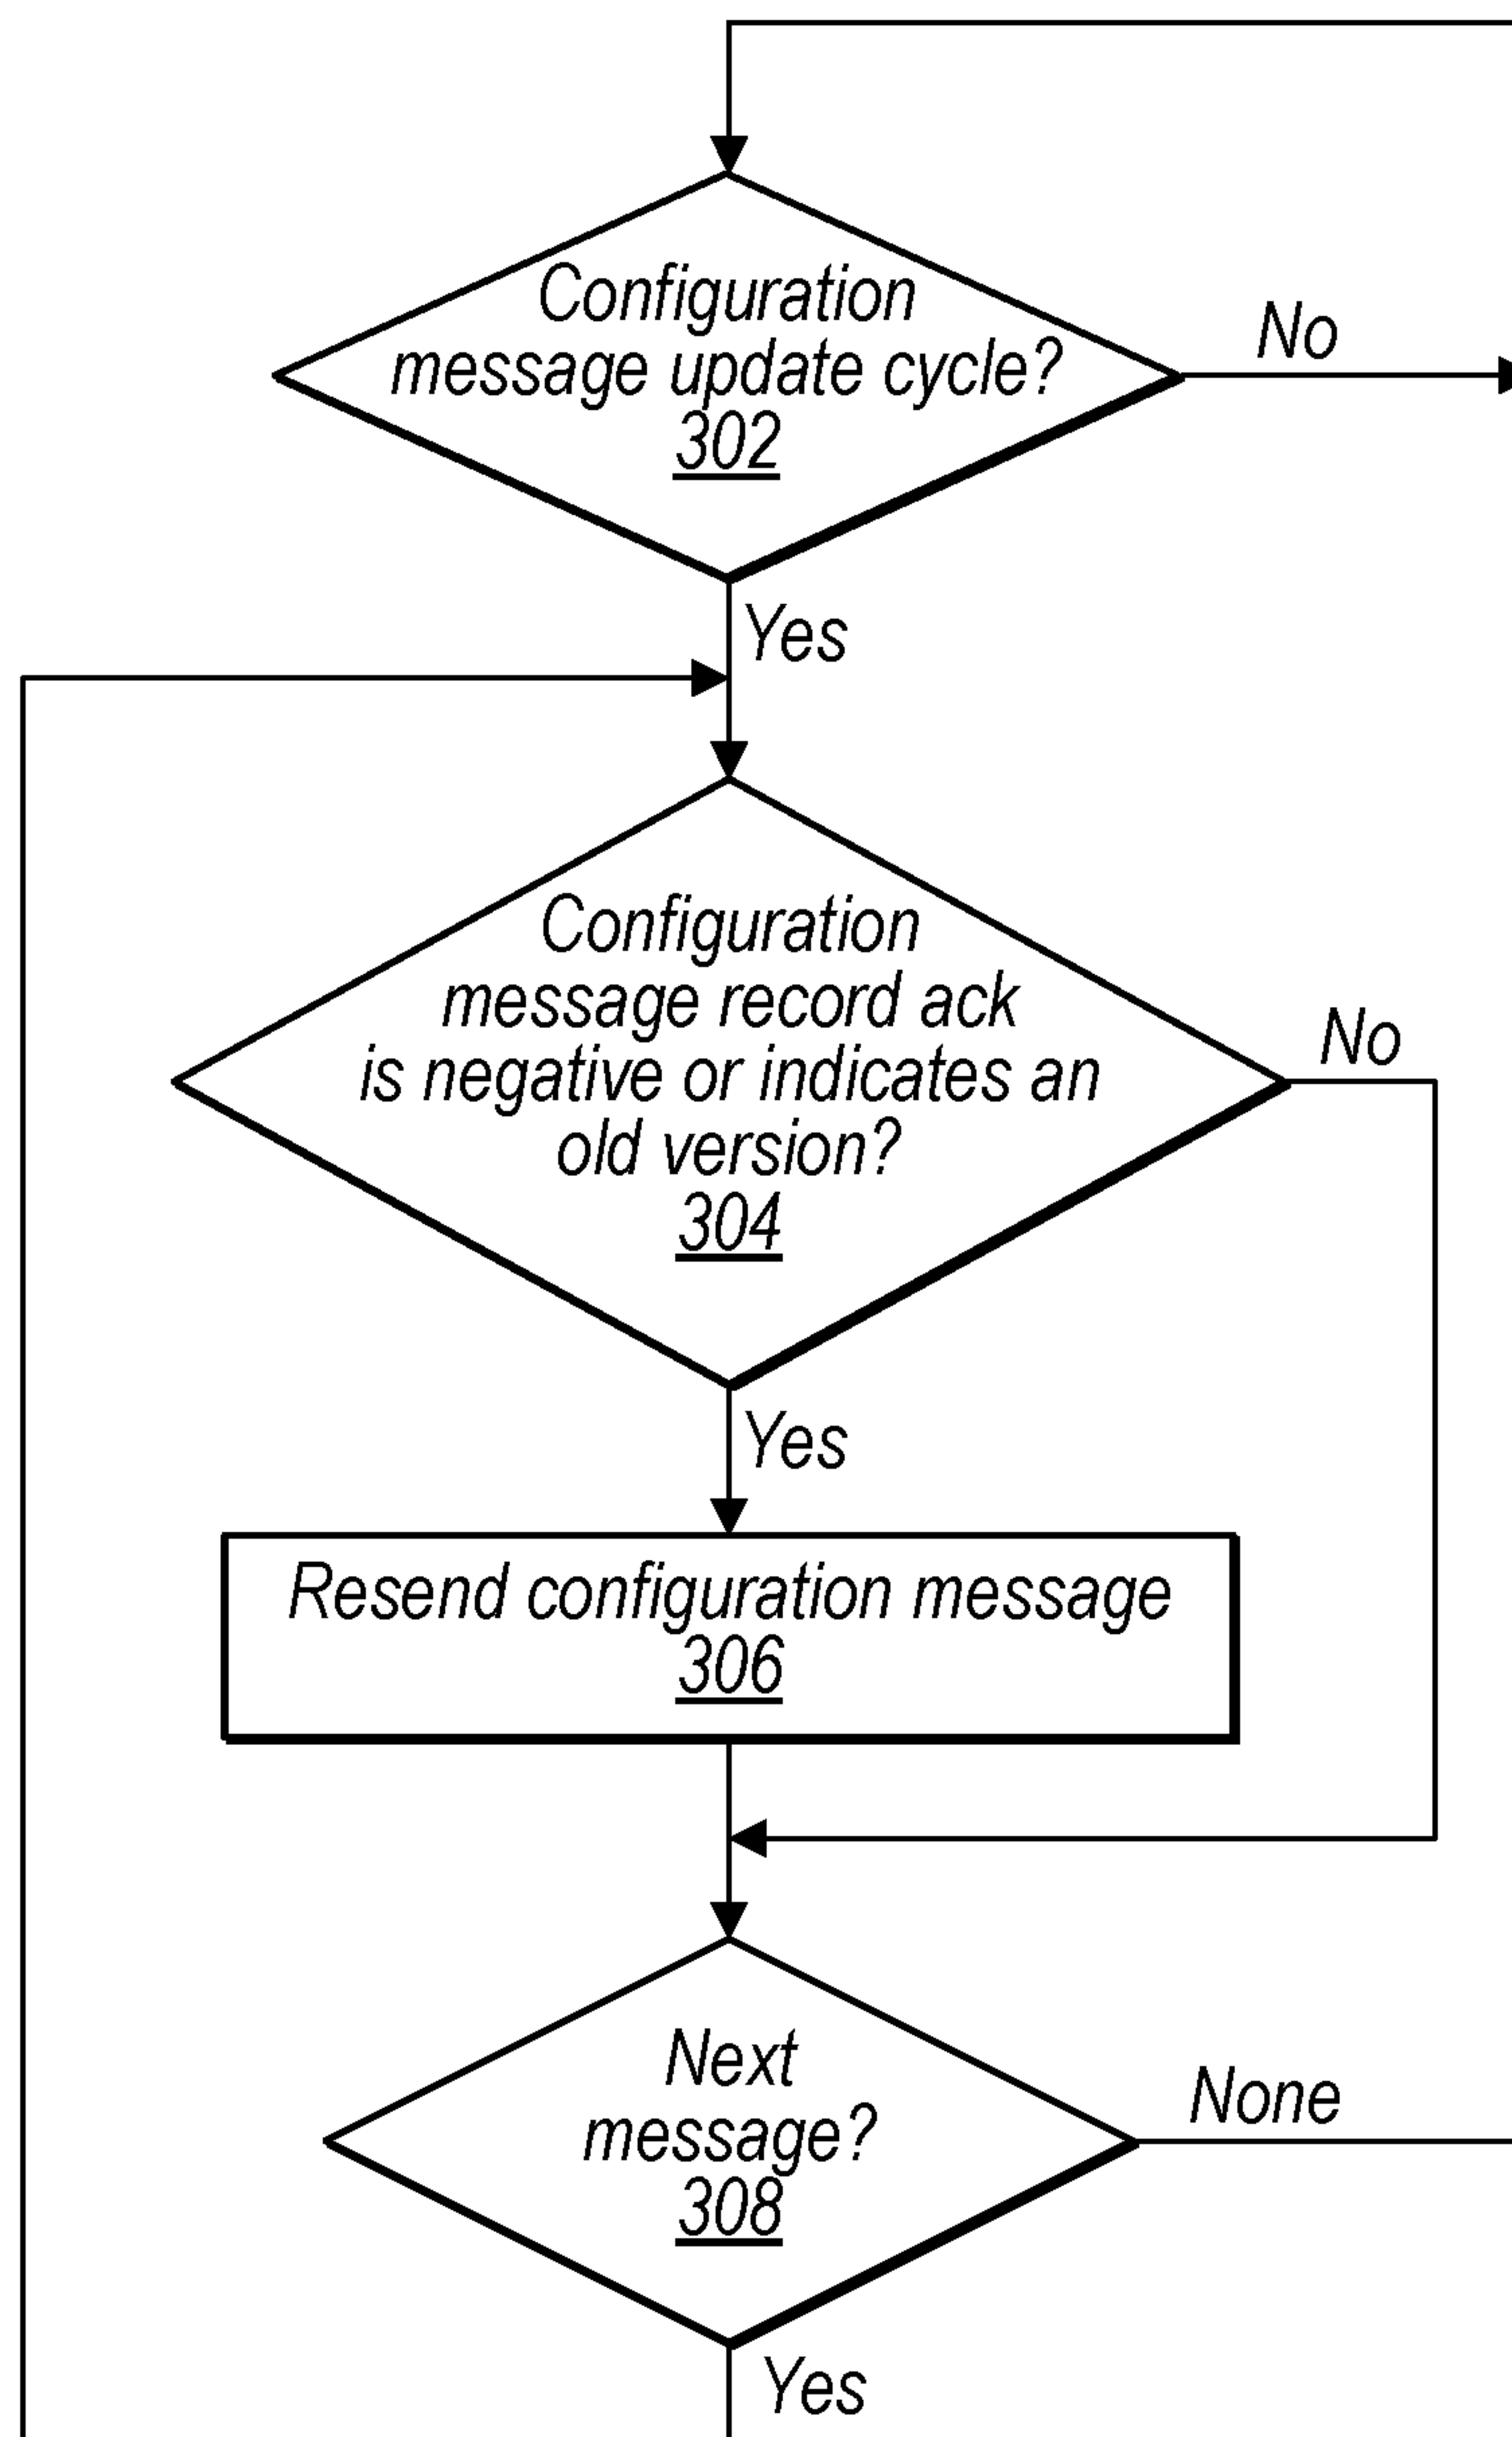 Configuration
message update cycle?
302
No
Yes
Configuration
message record ack
is negative or indicates an
old version?
304
No
Yes
Resend configuration message
306
Next
message?
308
None
Yes